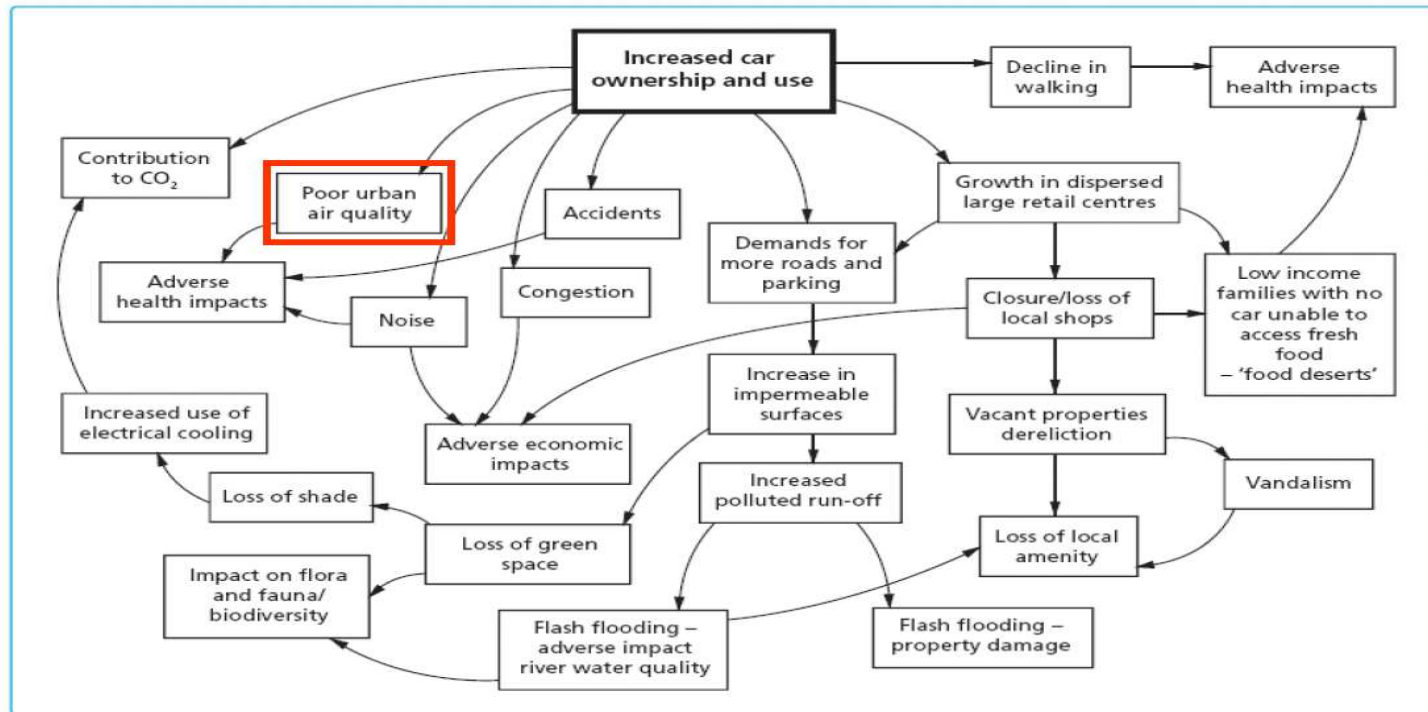 Increased car
ownership and use
Decline in
walking
Adverse
health impacts
Contribution
to CO₂
Poor urban
air quality
Accidents
Growth in dispersed
large retail centres
Adverse
health impacts
Noise
Congestion
Demands for
more roads and
parking
Closure/loss of
local shops
Low income
families with no
car unable to
access fresh
food
– ‘food deserts’
Increased use of
electrical cooling
Adverse economic
impacts
Increase in
impermeable
surfaces
Vacant properties
dereliction
Loss of shade
Increased
polluted run-off
Vandalism
Loss of green
space
Loss of local
amenity
Impact on flora
and fauna/
biodiversity
Flash flooding –
adverse impact
river water quality
Flash flooding –
property damage